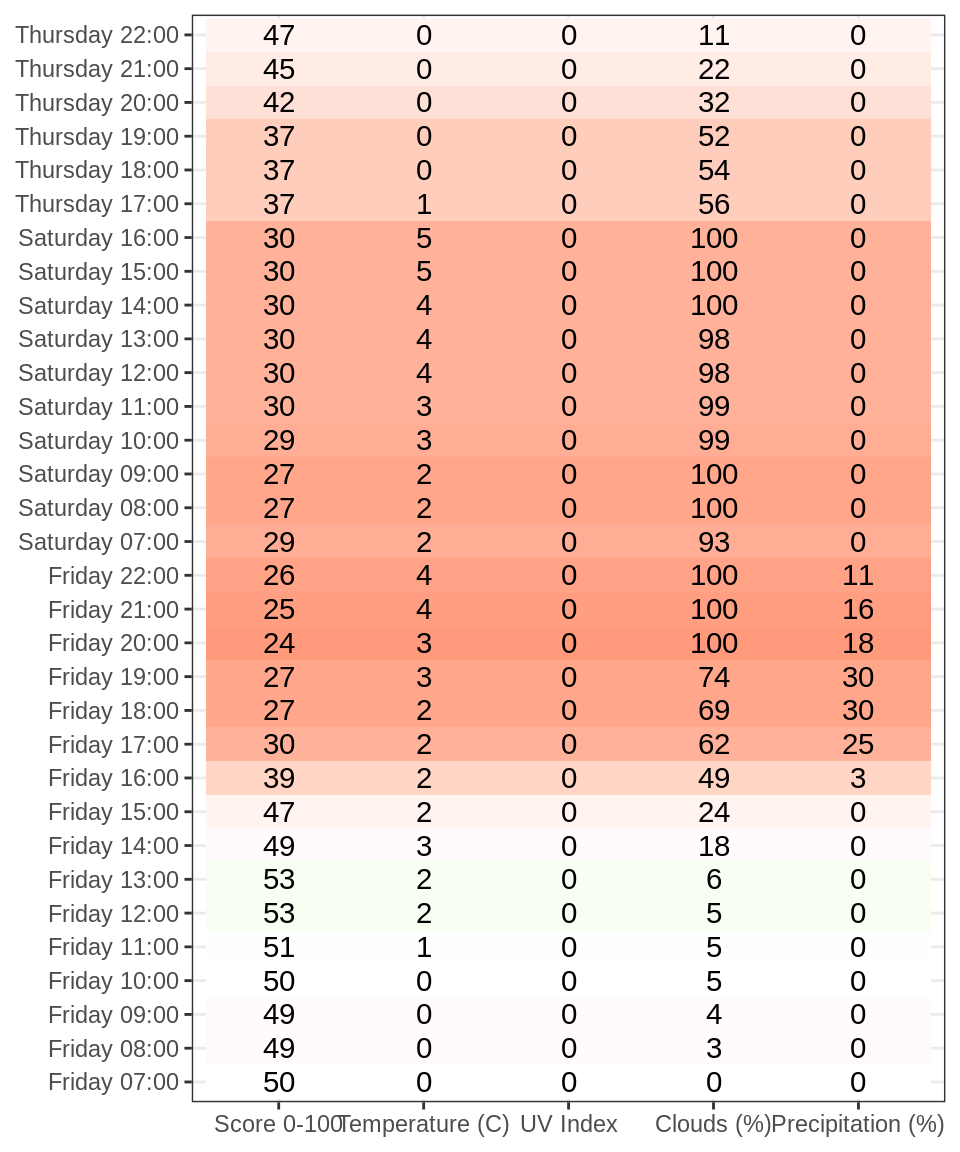 Thursday 22:00 47 0 0 11 0
Thursday 21:00 45 0 0 22 0
Thursday 20:00 42 0 0 32 0
Thursday 19:00 37 0 0 52 0
Thursday 18:00 37 0 0 54 0
Thursday 17:00 37 1 0 56 0
Saturday 16:00 30 5 0 100 0
Saturday 15:00 30 5 0 100 0
Saturday 14:00 30 4 0 100 0
Saturday 13:00 30 4 0 98 0
Saturday 12:00 30 4 0 98 0
Saturday 11:00 30 3 0 99 0
Saturday 10:00 29 3 0 99 0
Saturday 09:00 27 2 0 100 0
Saturday 08:00 27 2 0 100 0
Saturday 07:00 29 2 0 93 0
Friday 22:00 26 4 0 100 11
Friday 21:00 25 4 0 100 16
Friday 20:00 24 3 0 100 18
Friday 19:00 27 3 0 74 30
Friday 18:00 27 2 0 69 30
Friday 17:00 30 2 0 62 25
Friday 16:00 39 2 0 49 3
Friday 15:00 47 2 0 24 0
Friday 14:00 49 3 0 18 0
Friday 13:00 53 2 0 6 0
Friday 12:00 53 2 0 5 0
Friday 11:00 51 1 0 5 0
Friday 10:00 50 0 0 5 0
Friday 09:00 49 0 0 4 0
Friday 08:00 49 0 0 3 0
Friday 07:00 50 0 0 0 0
Score 0-100 Temperature (C) UV Index Clouds (%) Precipitation (%)